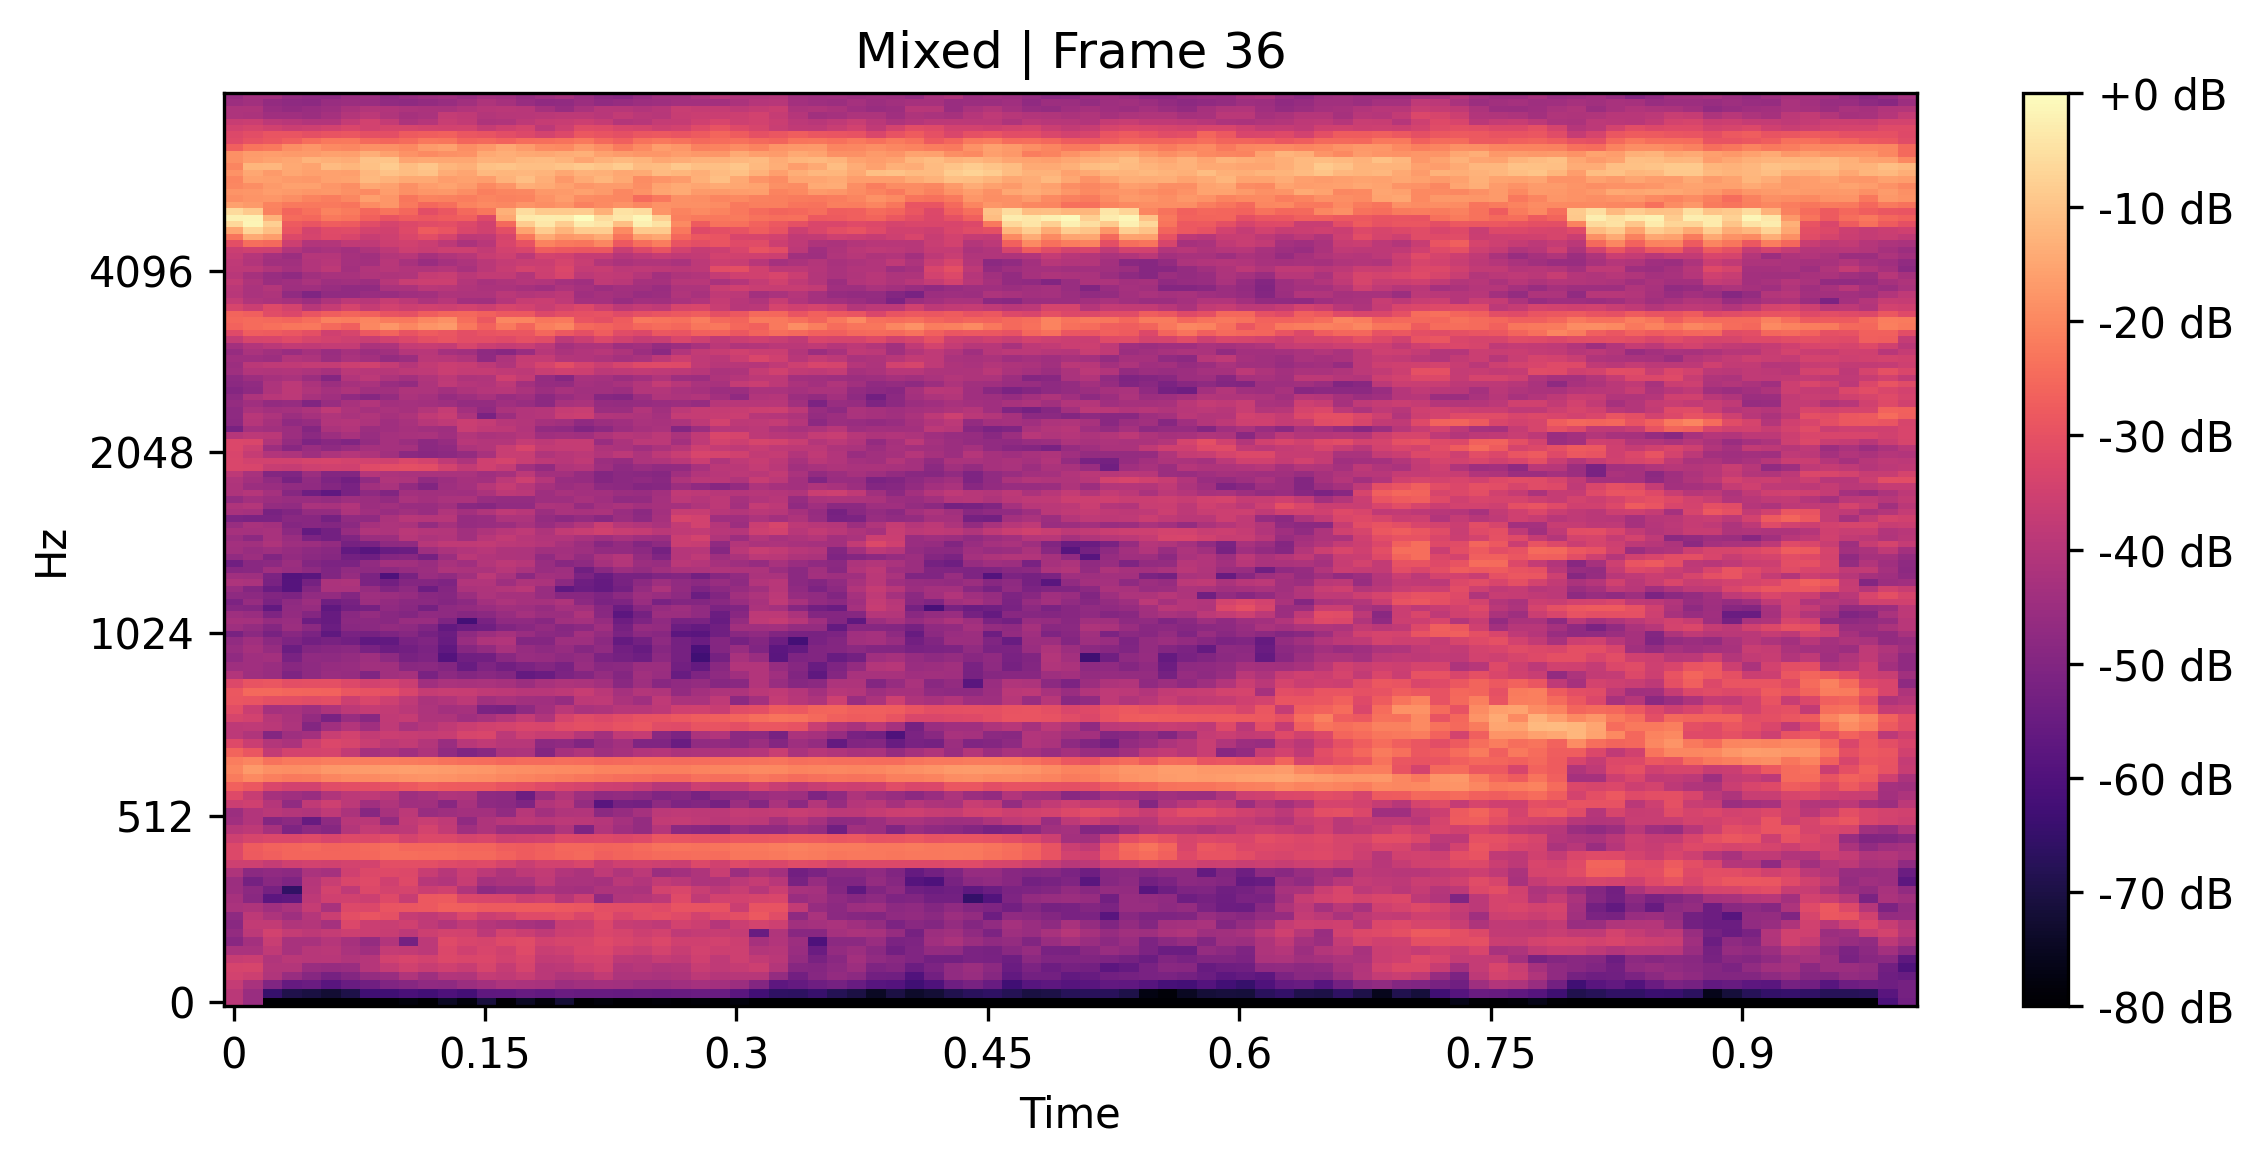 Mixed | Frame 36
+0 dB
-10 dB
-20 dB
-30 dB
-40 dB
-50 dB
-60 dB
-70 dB
-80 dB
Hz
4096
2048
1024
512
0
0 0.15 0.3 0.45 0.6 0.75 0.9
Time